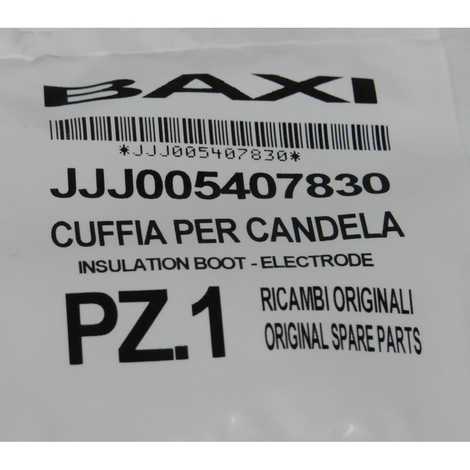 BAXI
*JJJ005407830*
JJJ005407830
CUFFIA PER CANDELA
INSULATION BOOT - ELECTRODE
PZ.1
RICAMBI ORIGINALI
ORIGINAL SPARE PARTS